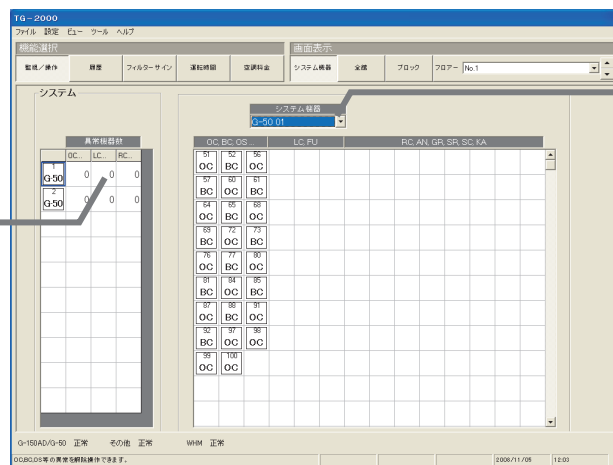 TG-2000
ファイル 設定 ビュー ツール ヘルプ
機能選択 画面表示
監視／操作 履歴 フィルターサイン 運転時間 空調料金 システム機器 全館 ブロック フロアー No.1
システム
システム機器
G-50 01
異常機器数
OC... LC... RC...
1 G-50 0 0 0
2 G-50 0 0 0
OC, BC, OS ... LC, FU RC, AN, GR, SR, SC, KA
51 52 56
OC BC OC
57 60 61
BC OC BC
64 65 68
OC BC OC
69 72 73
BC OC BC
76 77 80
OC BC OC
81 84 85
BC OC BC
87 88 91
OC BC OC
92 97 98
BC OC OC
99 100
OC OC
G-150AD/G-50 正常 その他 正常 WHM 正常
OC,BC,OS等の異常を解除操作できます。 2008/11/05 12:03